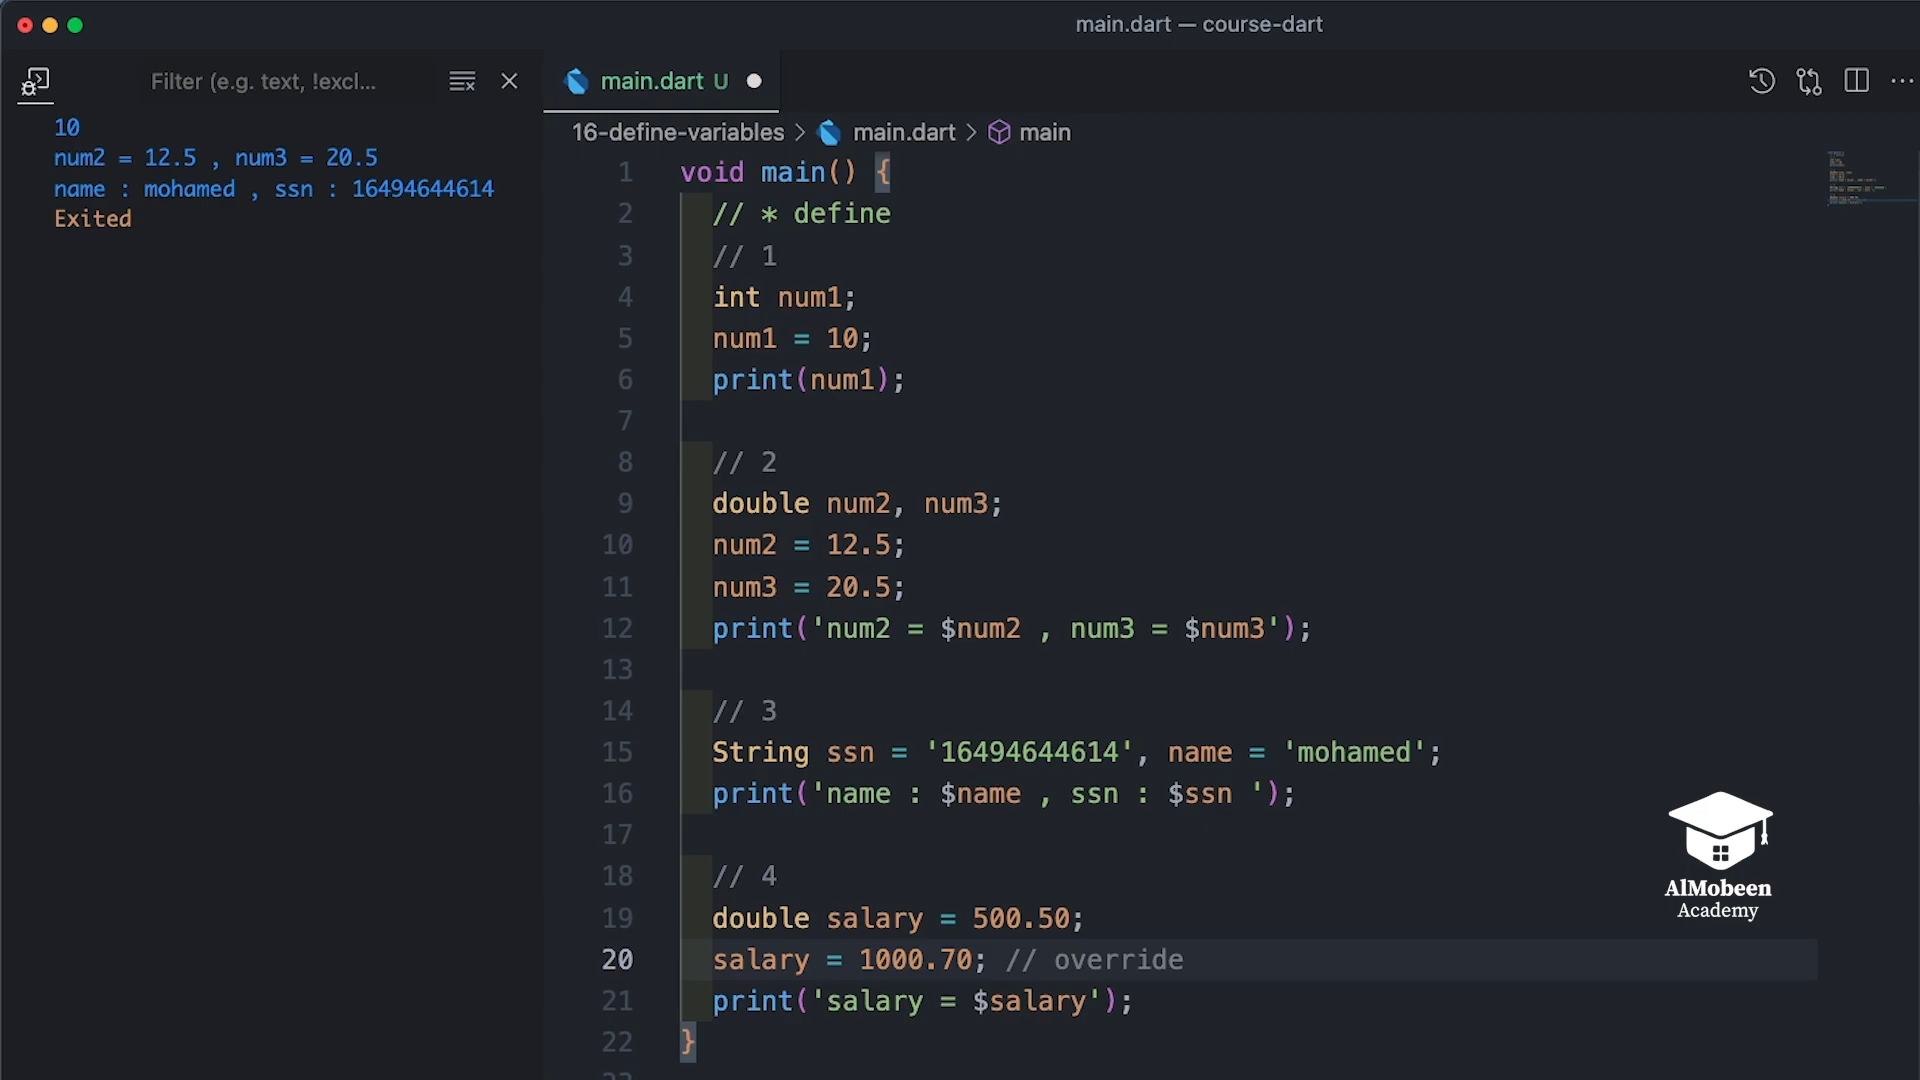 main.dart — course-dart
Filter (e.g. text, !excl...
main.dart U
10
num2 = 12.5 , num3 = 20.5
name : mohamed , ssn : 16494644614
Exited
16-define-variables > main.dart > main
1 void main() {
2 // * define
3 // 1
4 int num1;
5 num1 = 10;
6 print(num1);
7
8 // 2
9 double num2, num3;
10 num2 = 12.5;
11 num3 = 20.5;
12 print('num2 = $num2 , num3 = $num3');
13
14 // 3
15 String ssn = '16494644614', name = 'mohamed';
16 print('name : $name , ssn : $ssn ');
17
18 // 4
19 double salary = 500.50;
20 salary = 1000.70; // override
21 print('salary = $salary');
22 }
AlMobeen
Academy